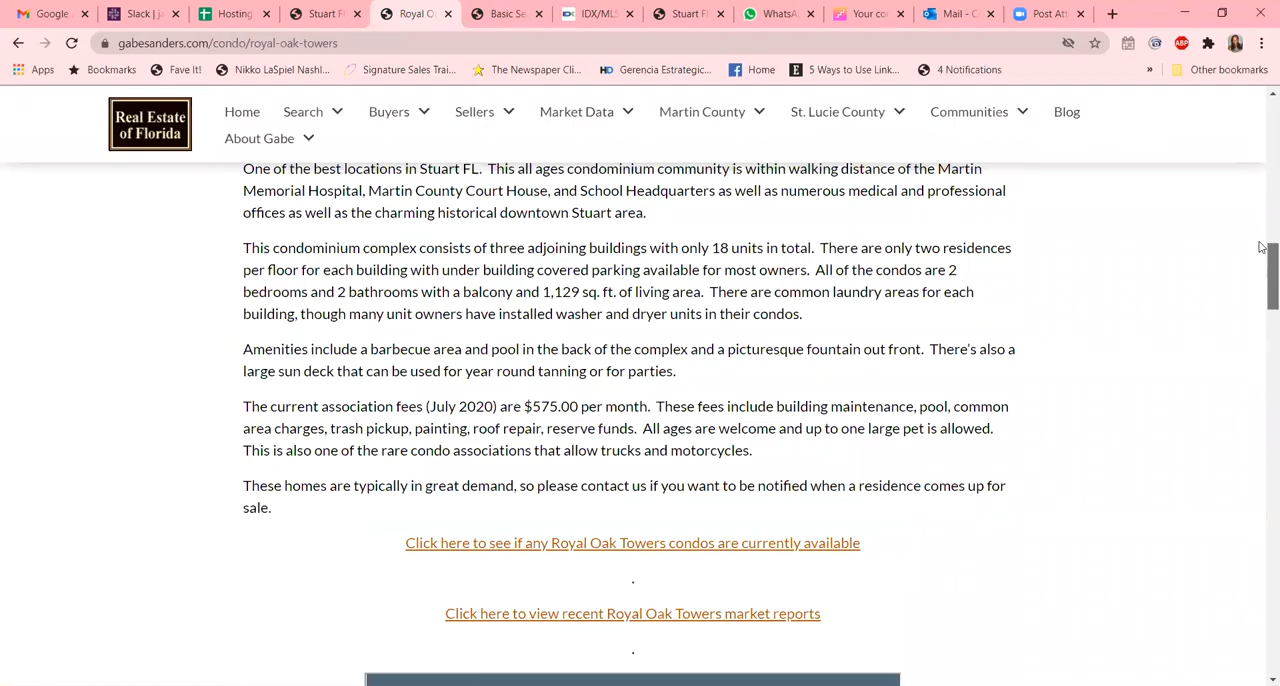 Google
Slack | ja
Hosting
Stuart F
Royal O
Basic Se
IDX/MLS
Stuart F
WhatsA
Your co
Mail - C
Post Att
gabesanders.com/condo/royal-oak-towers
Apps
Bookmarks
Fave It!
Nikko LaSpiel Nashl...
Signature Sales Trai...
The Newspaper Cli...
HD
Gerencia Estrategic...
Home
5 Ways to Use Link...
4 Notifications
»
Other bookmarks
ABP
Real Estate
of Florida
Home
Search
Buyers
Sellers
Market Data
Martin County
St. Lucie County
Communities
Blog
About Gabe
One of the best locations in Stuart FL. This all ages condominium community is within walking distance of the Martin
Memorial Hospital, Martin County Court House, and School Headquarters as well as numerous medical and professional
offices as well as the charming historical downtown Stuart area.
This condominium complex consists of three adjoining buildings with only 18 units in total. There are only two residences
per floor for each building with under building covered parking available for most owners. All of the condos are 2
bedrooms and 2 bathrooms with a balcony and 1,129 sq. ft. of living area. There are common laundry areas for each
building, though many unit owners have installed washer and dryer units in their condos.
Amenities include a barbecue area and pool in the back of the complex and a picturesque fountain out front. There's also a
large sun deck that can be used for year round tanning or for parties.
The current association fees (July 2020) are $575.00 per month. These fees include building maintenance, pool, common
area charges, trash pickup, painting, roof repair, reserve funds. All ages are welcome and up to one large pet is allowed.
This is also one of the rare condo associations that allow trucks and motorcycles.
These homes are typically in great demand, so please contact us if you want to be notified when a residence comes up for
sale.
Click here to see if any Royal Oak Towers condos are currently available
.
Click here to view recent Royal Oak Towers market reports
.